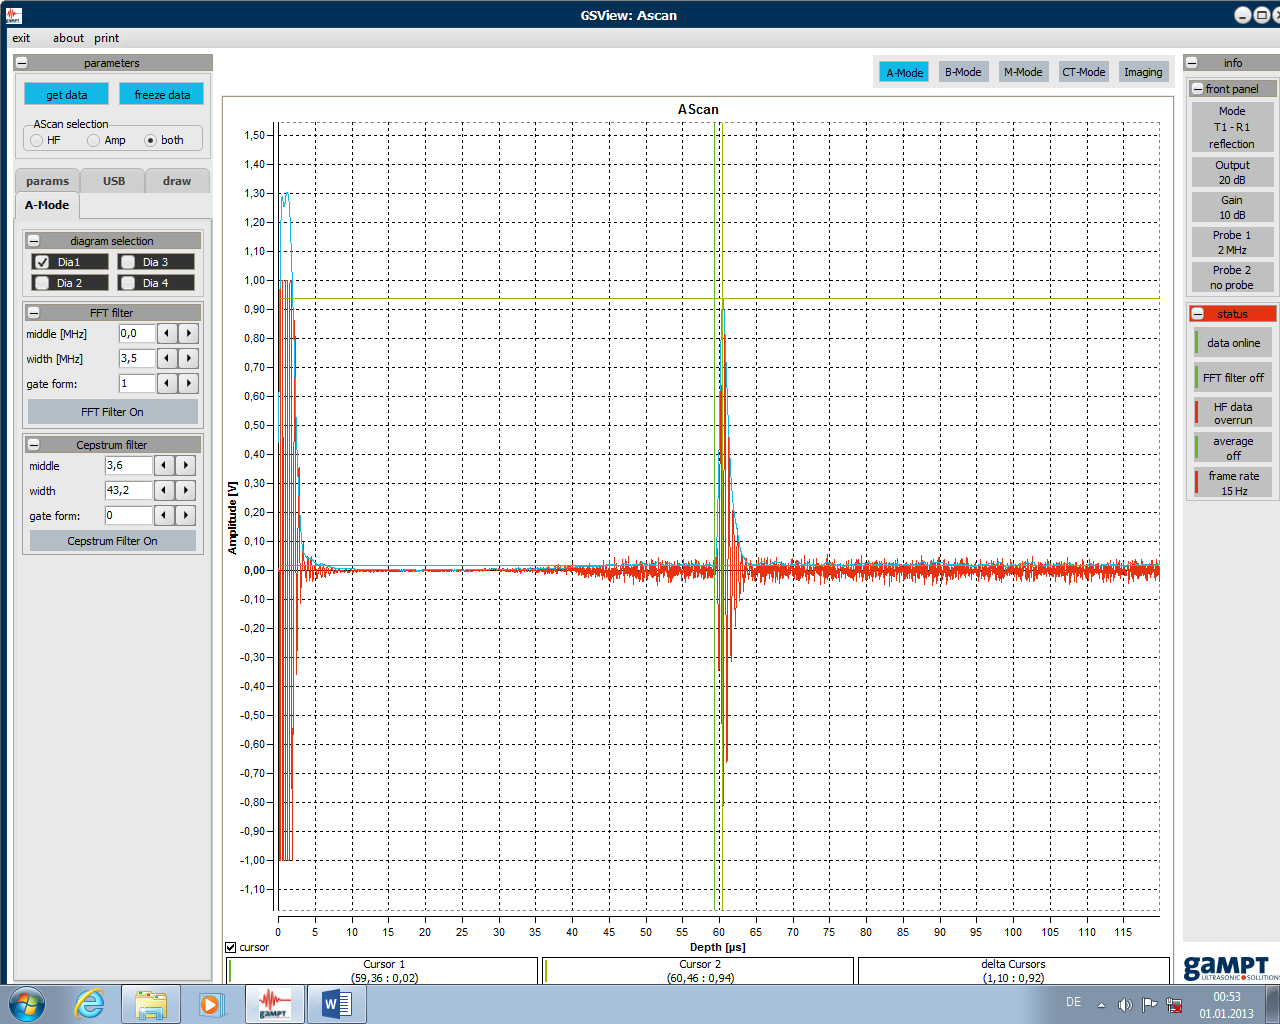 GSView: Ascan
exit about print
parameters
get data freeze data
AScan selection
HF Amp both
params USB draw
A-Mode
diagram selection
Dia1 Dia 3
Dia 2 Dia 4
FFT filter
middle [MHz] 0,0
width [MHz] 3,5
gate form: 1
FFT Filter On
Cepstrum filter
middle 3,6
width 43,2
gate form: 0
Cepstrum Filter On
A-Mode B-Mode M-Mode CT-Mode Imaging
AScan
1,50
1,40
1,30
1,20
1,10
1,00
0,90
0,80
0,70
0,60
0,50
0,40
0,30
0,20
0,10
0,00
-0,10
-0,20
-0,30
-0,40
-0,50
-0,60
-0,70
-0,80
-0,90
-1,00
-1,10
Amplitude [V]
0 5 10 15 20 25 30 35 40 45 50 55 60 65 70 75 80 85 90 95 100 105 110 115
Depth [µs]
cursor
Cursor 1
(59,36 : 0,02)
Cursor 2
(60,46 : 0,94)
delta Cursors
(1,10 : 0,92)
info
front panel
Mode
T1 - R1
reflection
Output
20 dB
Gain
10 dB
Probe 1
2 MHz
Probe 2
no probe
status
data online
FFT filter off
HF data
overrun
average
off
frame rate
15 Hz
gAMPT
ULTRASONIC SOLUTIONS
gAMPT
W
DE
00:53
01.01.2013